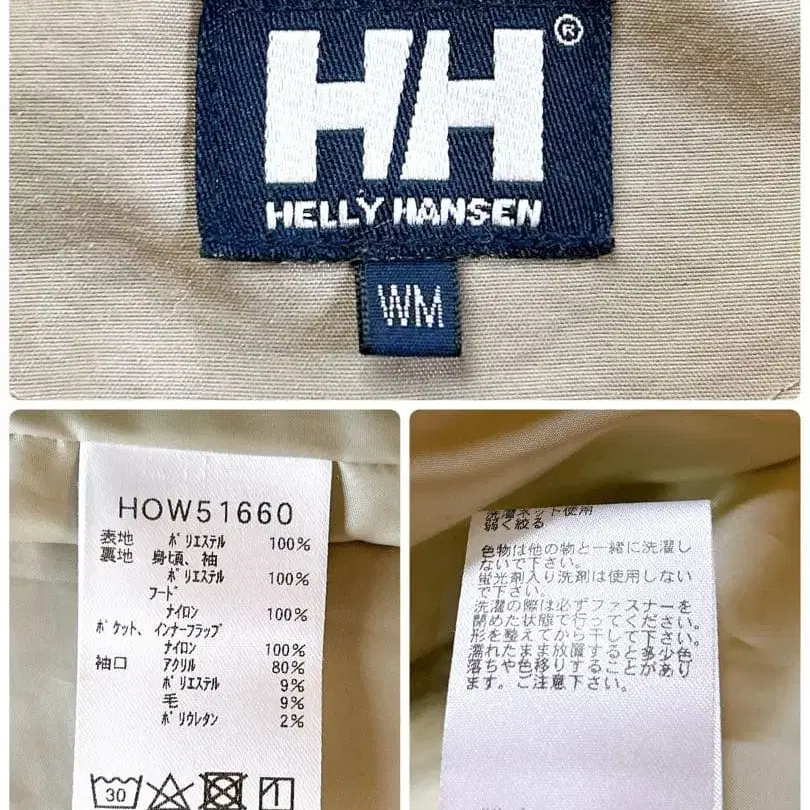 HH®
HELLY HANSEN
WM
HOW51660
表地 ポリエステル 100%
裏地 身頃、袖
ポリエステル 100%
フード
ナイロン 100%
ポケット、インナーフラップ
ナイロン 100%
袖口 アクリル 80%
ポリエステル 9%
毛 9%
ポリウレタン 2%
30
1
洗濯ネット使用
弱く絞る
色物は他の物と一緒に洗濯し
ないで下さい。
蛍光剤入り洗剤は使用しない
で下さい。
洗濯の際は必ずファスナーを
閉めた状態で行ってください。
形を整えてから干して下さい。
濡れたまま放置すると多少色
落ちや色移りすることがあり
ます。ご注意下さい。